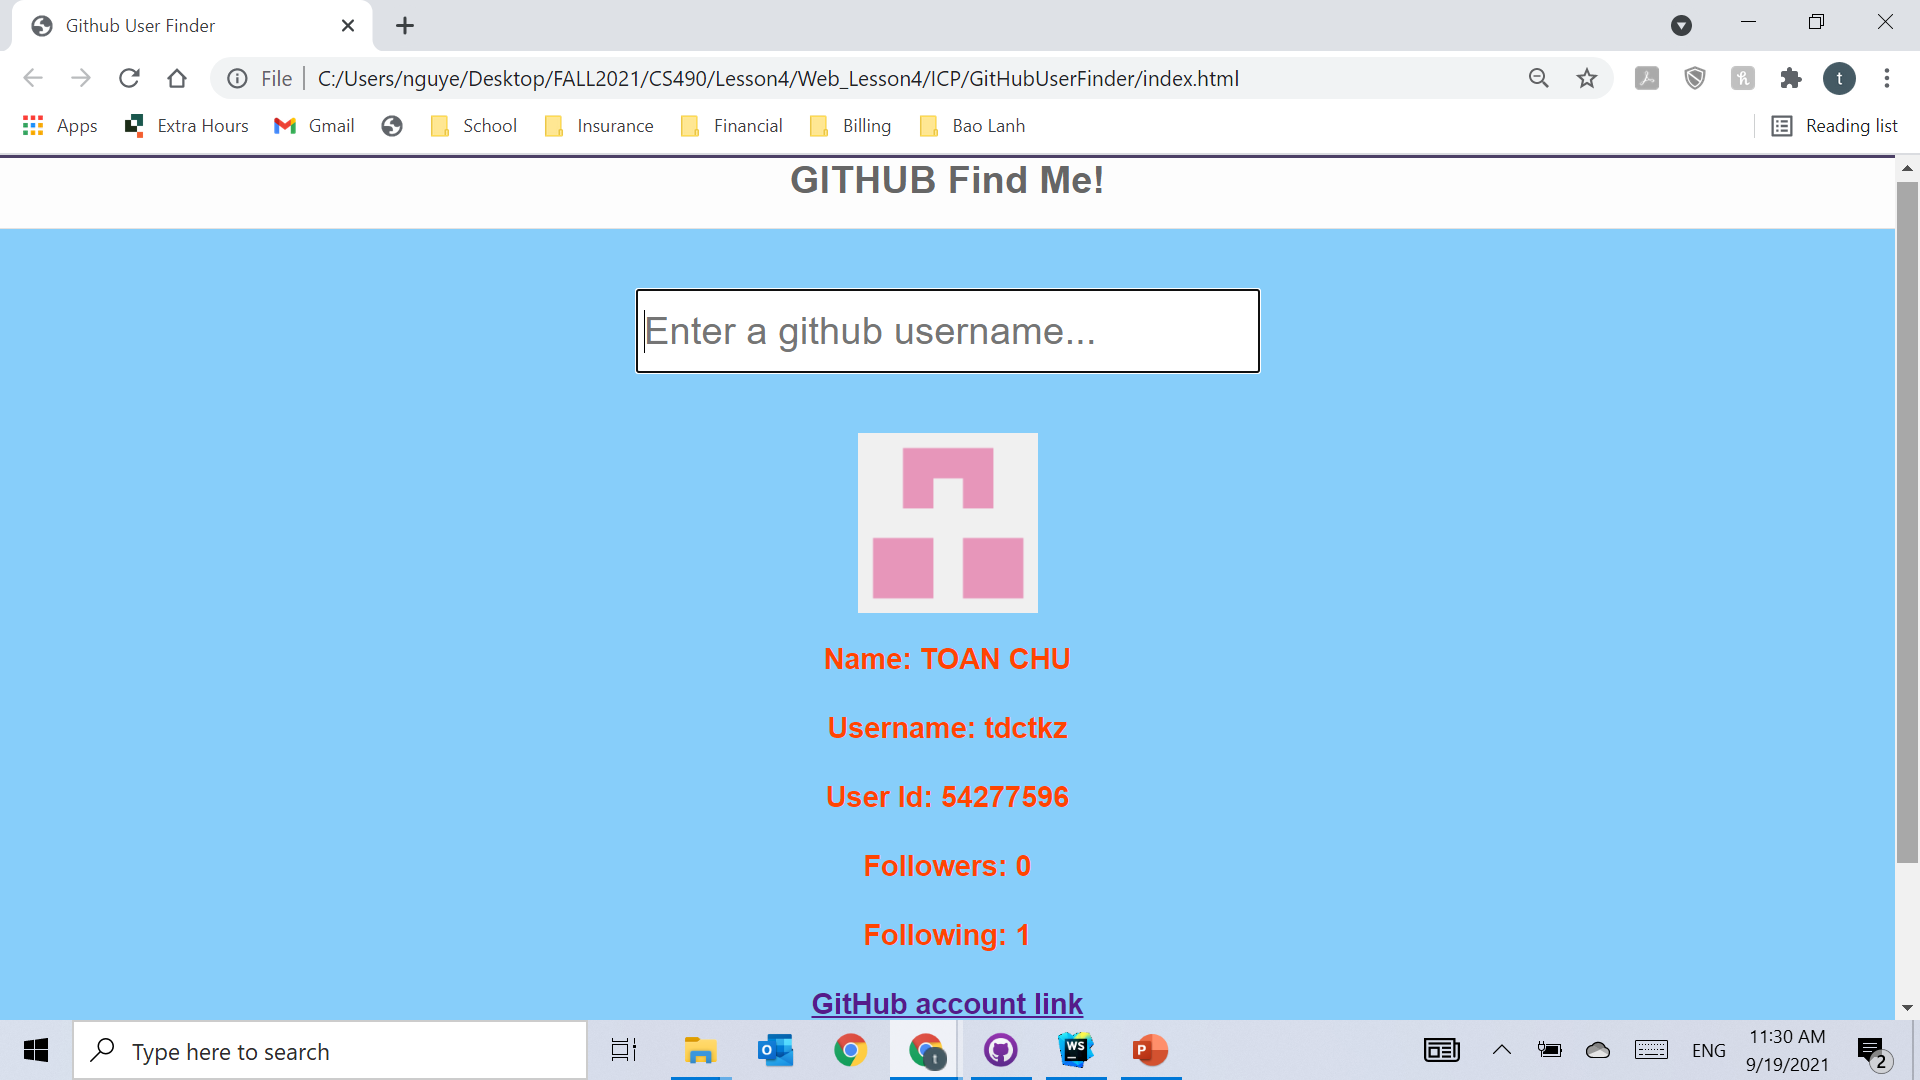 Github User Finder
File
C:/Users/nguye/Desktop/FALL2021/CS490/Lesson4/Web_Lesson4/ICP/GitHubUserFinder/index.html
t
Apps
Extra Hours
Gmail
School
Insurance
Financial
Billing
Bao Lanh
Reading list
GITHUB Find Me!
Enter a github username...
Name: TOAN CHU
Username: tdctkz
User Id: 54277596
Followers: 0
Following: 1
GitHub account link
Type here to search
O
t
WS
P
ENG
11:30 AM
9/19/2021
2